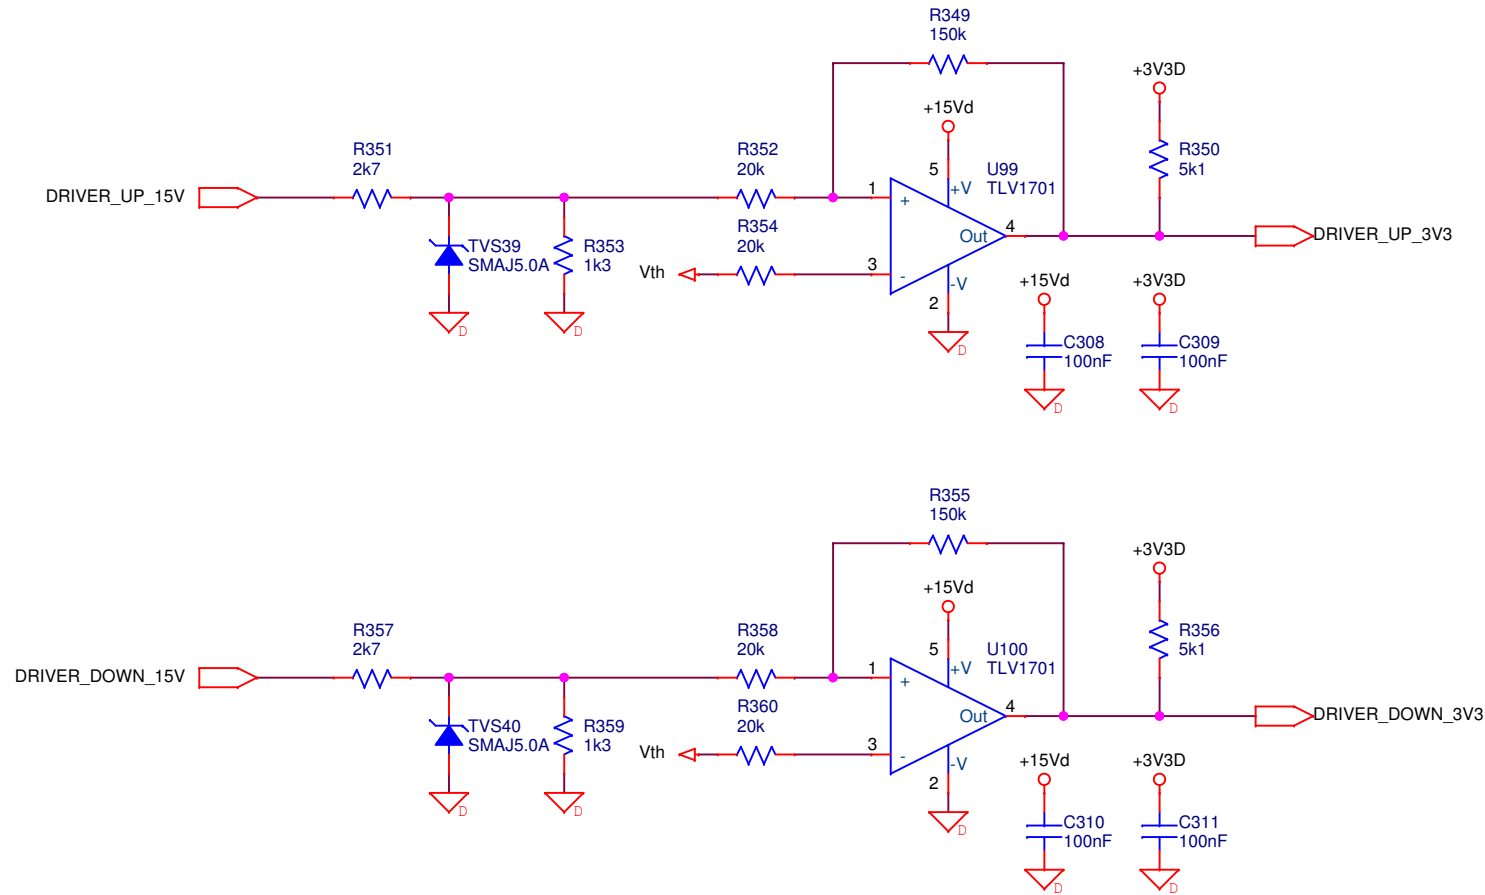 R349
150k
+3V3D
+15Vd
R351
2k7
R352
20k
R350
5k1
5
U99
TLV1701
DRIVER_UP_15V
1
+
+V
R354
20k
Out
4
DRIVER_UP_3V3
TVS39
SMAJ5.0A
R353
1k3
Vth
3
-
-V
2
+15Vd
+3V3D
D
D
D
C308
100nF
C309
100nF
D
D
R355
150k
+3V3D
+15Vd
R357
2k7
R358
20k
R356
5k1
5
U100
TLV1701
DRIVER_DOWN_15V
1
+
+V
R360
20k
Out
4
DRIVER_DOWN_3V3
TVS40
SMAJ5.0A
R359
1k3
Vth
3
-
-V
2
+15Vd
+3V3D
D
D
D
C310
100nF
C311
100nF
D
D